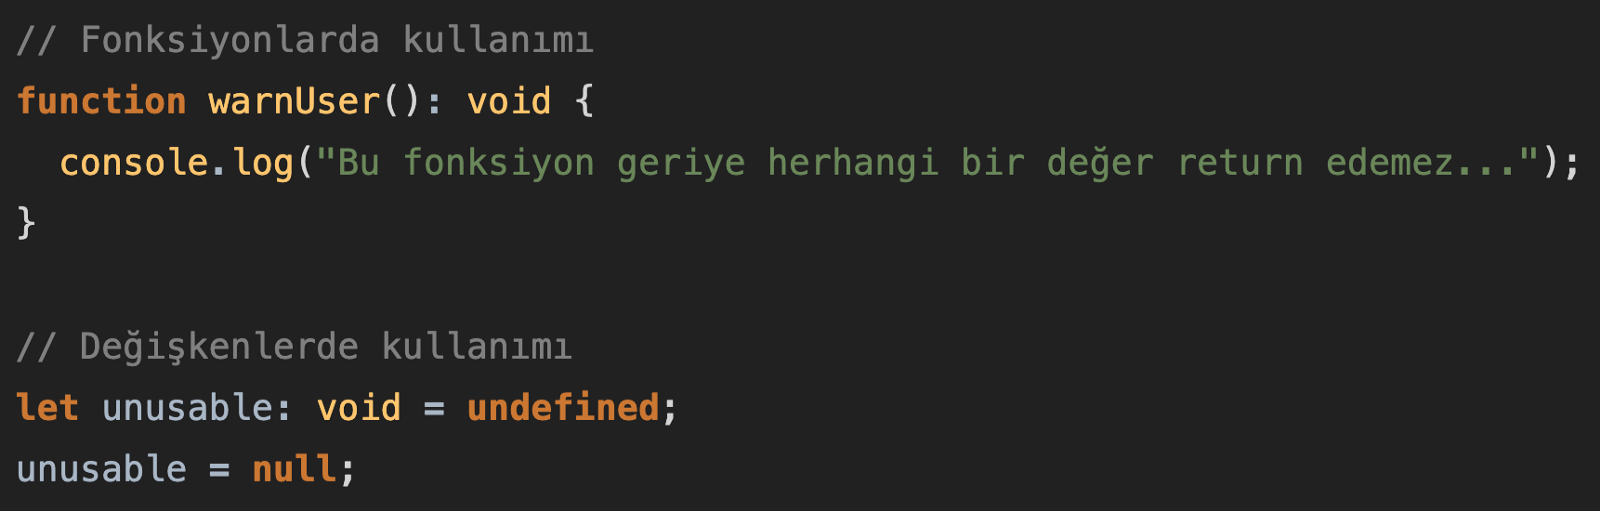 // Fonksiyonlarda kullanımı
function warnUser(): void {
  console.log("Bu fonksiyon geriye herhangi bir değer return edemez...");
}
// Değişkenlerde kullanımı
let unusable: void = undefined;
unusable = null;